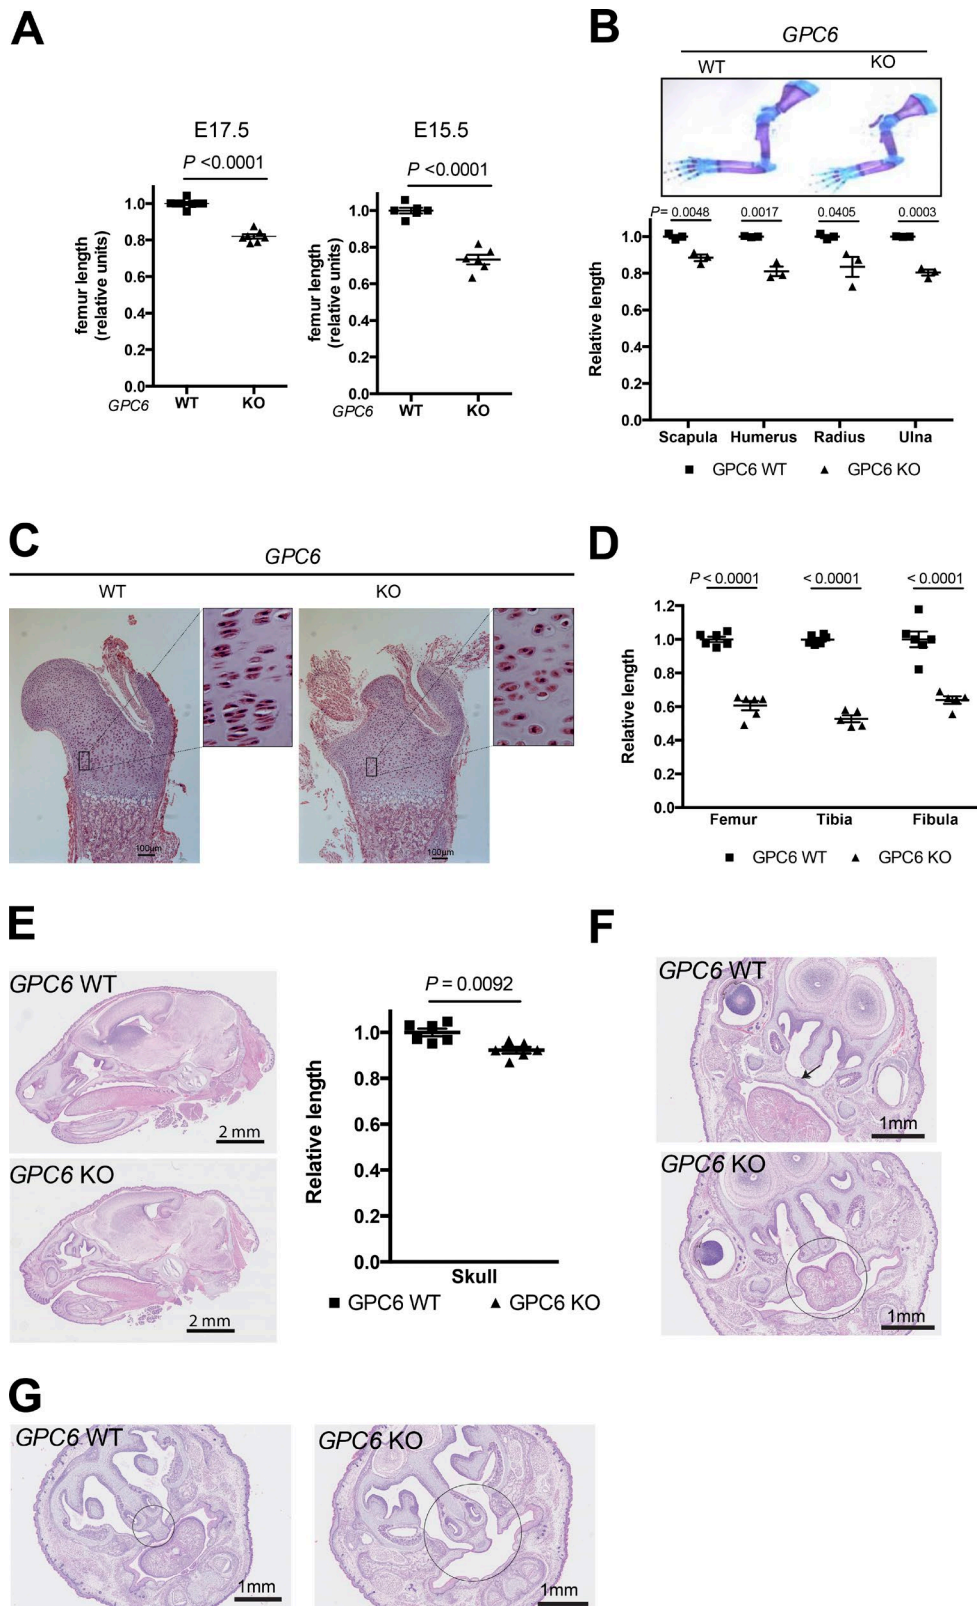 A
E17.5
P <0.0001
femur length
(relative units)
1.0
0.8
0.6
0.4
0.2
0.0
GPC6
WT
KO
E15.5
P <0.0001
femur length
(relative units)
1.0
0.8
0.6
0.4
0.2
0.0
GPC6
WT
KO
B
GPC6
WT
KO
P = 0.0048
0.0017
0.0405
0.0003
Relative length
1.0
0.8
0.6
0.4
0.2
0.0
Scapula
Humerus
Radius
Ulna
GPC6 WT
GPC6 KO
C
GPC6
WT
KO
100µm
100µm
D
P < 0.0001
< 0.0001
< 0.0001
Relative length
1.2
1.0
0.8
0.6
0.4
0.2
0.0
Femur
Tibia
Fibula
GPC6 WT
GPC6 KO
E
GPC6 WT
2 mm
GPC6 KO
2 mm
P = 0.0092
Relative length
1.0
0.8
0.6
0.4
0.2
0.0
Skull
GPC6 WT
GPC6 KO
F
GPC6 WT
1mm
GPC6 KO
1mm
G
GPC6 WT
1mm
GPC6 KO
1mm